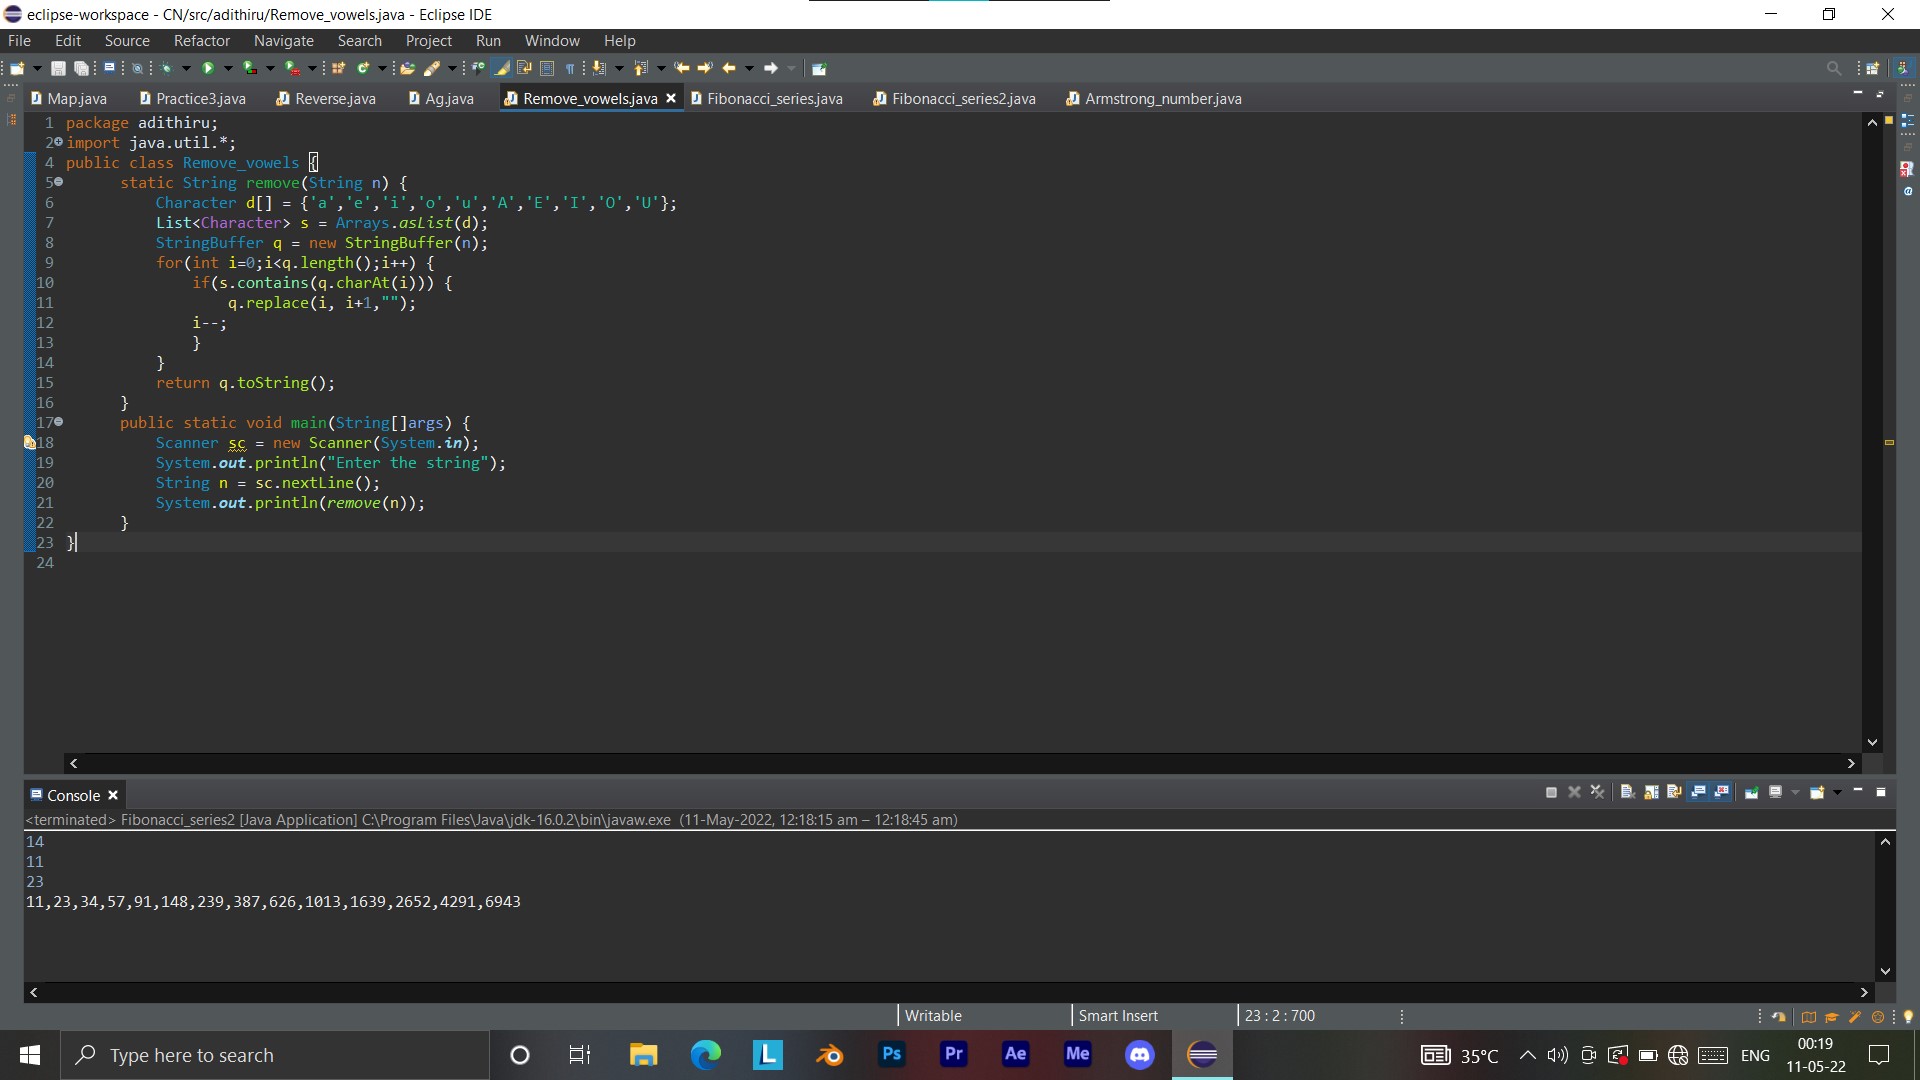 eclipse-workspace - CN/src/adithiru/Remove_vowels.java - Eclipse IDE
File Edit Source Refactor Navigate Search Project Run Window Help
Map.java Practice3.java Reverse.java Ag.java Remove_vowels.java Fibonacci_series.java Fibonacci_series2.java Armstrong_number.java
1 package adithiru;
2 import java.util.*;
4 public class Remove_vowels {
5 static String remove(String n) {
6 Character d[] = {'a','e','i','o','u','A','E','I','O','U'};
7 List<Character> s = Arrays.asList(d);
8 StringBuffer q = new StringBuffer(n);
9 for(int i=0;i<q.length();i++) {
10 if(s.contains(q.charAt(i))) {
11 q.replace(i, i+1,"");
12 i--;
13 }
14 }
15 return q.toString();
16 }
17 public static void main(String[]args) {
18 Scanner sc = new Scanner(System.in);
19 System.out.println("Enter the string");
20 String n = sc.nextLine();
21 System.out.println(remove(n));
22 }
23 }
24
Console
<terminated> Fibonacci_series2 [Java Application] C:\Program Files\Java\jdk-16.0.2\bin\javaw.exe (11-May-2022, 12:18:15 am – 12:18:45 am)
14
11
23
11,23,34,57,91,148,239,387,626,1013,1639,2652,4291,6943
Writable Smart Insert 23 : 2 : 700
Type here to search L Ps Pr Ae Me 35°C ENG 00:19
11-05-22